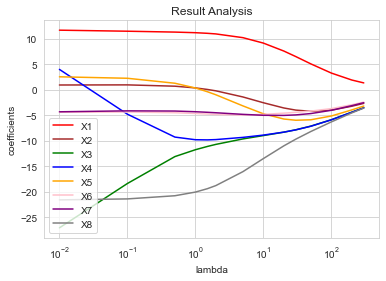 Result Analysis
10
5
0
−5
−10
−15
−20
−25
coefficients
X1
X2
X3
X4
X5
X6
X7
X8
10⁻²
10⁻¹
10⁰
10¹
10²
lambda